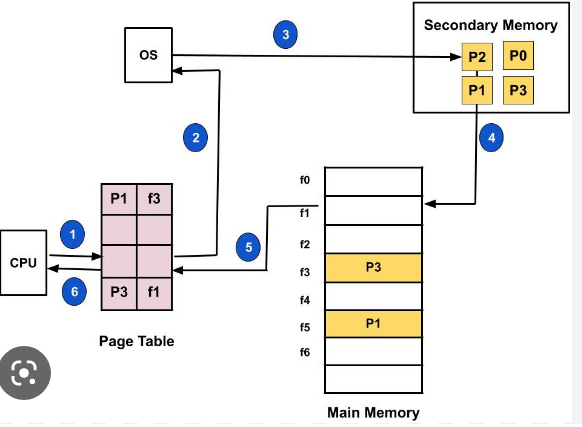 Secondary Memory
OS
3
P2 P0
P1 P3
2
4
f0
P1 f3
f1
1
5
f2
CPU
f3 P3
6
P3 f1
f4
f5 P1
Page Table
f6
Main Memory